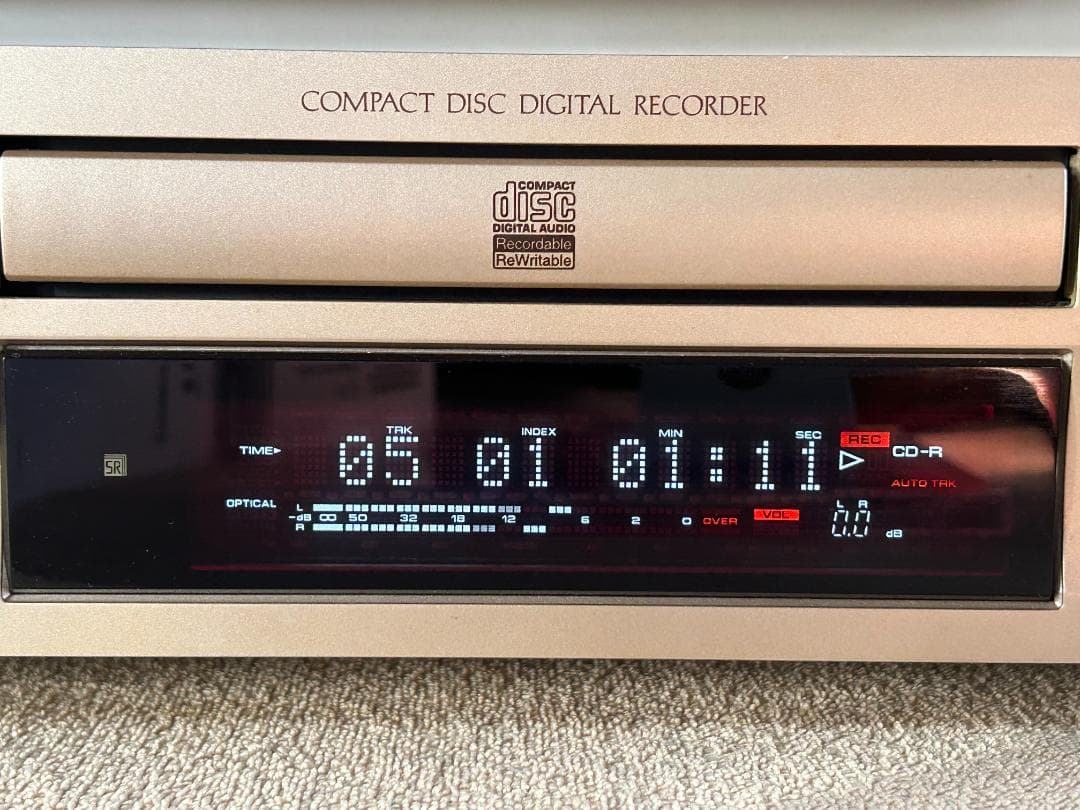 COMPACT DISC DIGITAL RECORDER
COMPACT
disc
DIGITAL AUDIO
Recordable
ReWritable
SR
TRK INDEX MIN SEC
TIME▸ 05 01 01:11 REC ▷ CD-R
AUTO TRK
OPTICAL L
-dB ∞ 50 32 18 12 6 2 0 OVER VOL
R
L R
0.0 dB